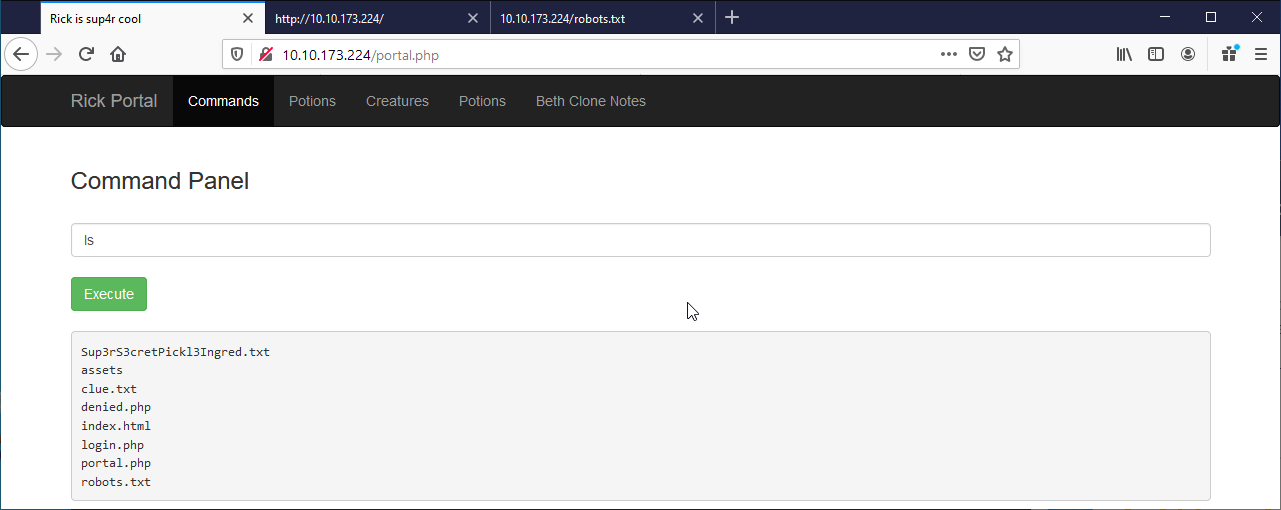 Rick is sup4r cool http://10.10.173.224/ 10.10.173.224/robots.txt
10.10.173.224/portal.php
Rick Portal Commands Potions Creatures Potions Beth Clone Notes
Command Panel
ls
Execute
Sup3rS3cretPickl3Ingred.txt
assets
clue.txt
denied.php
index.html
login.php
portal.php
robots.txt